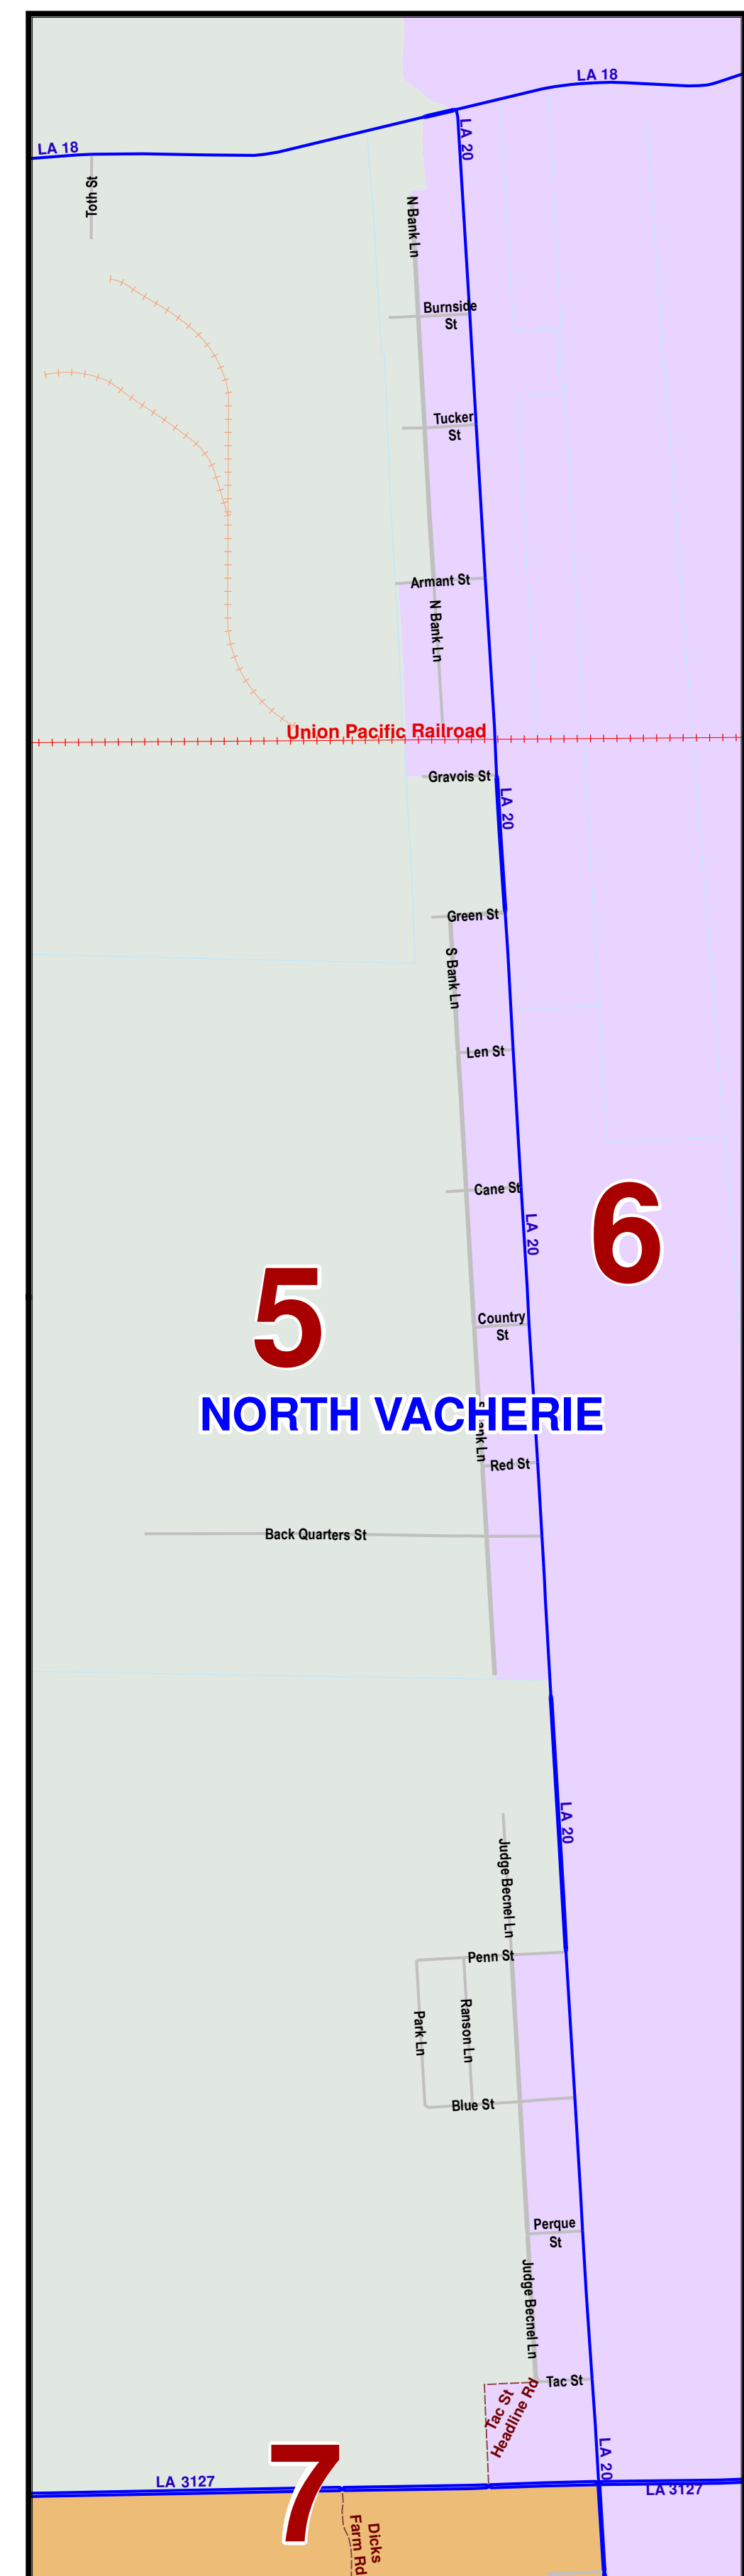 LA 18
LA 18
LA 20
Toth St
N Bank Ln
Burnside
St
Tucker
St
Armant St
N Bank Ln
Union Pacific Railroad
Gravois St
LA 20
Green St
S Bank Ln
Len St
Cane St
6
LA 20
5
Country
St
NORTH VACHERIE
S Bank Ln
Red St
Back Quarters St
LA 20
Judge Becnel Ln
Penn St
Park Ln
Ranson Ln
Blue St
Perque
St
Judge Becnel Ln
Tac St
Tac St
Headline Rd
7
LA 20
LA 3127
LA 3127
Dicks
Farm Rd